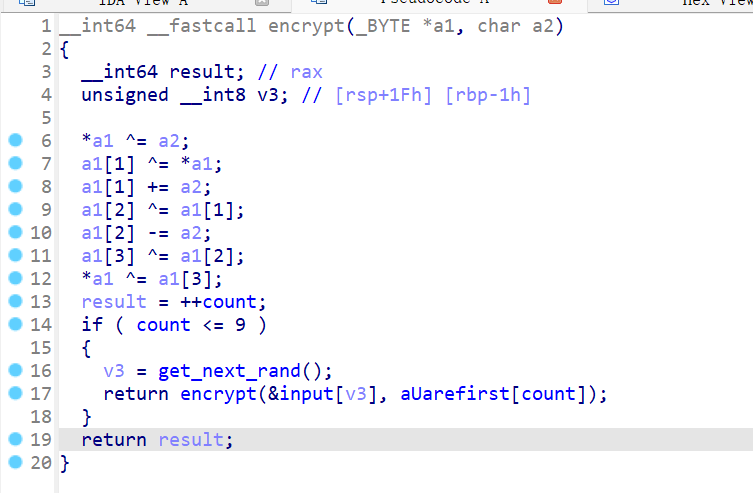 IDA View A Pseudocode A Hex View
1 __int64 __fastcall encrypt(_BYTE *a1, char a2)
2 {
3 __int64 result; // rax
4 unsigned __int8 v3; // [rsp+1Fh] [rbp-1h]
5
6 *a1 ^= a2;
7 a1[1] ^= *a1;
8 a1[1] += a2;
9 a1[2] ^= a1[1];
10 a1[2] -= a2;
11 a1[3] ^= a1[2];
12 *a1 ^= a1[3];
13 result = ++count;
14 if ( count <= 9 )
15 {
16 v3 = get_next_rand();
17 return encrypt(&input[v3], aUarefirst[count]);
18 }
19 return result;
20 }